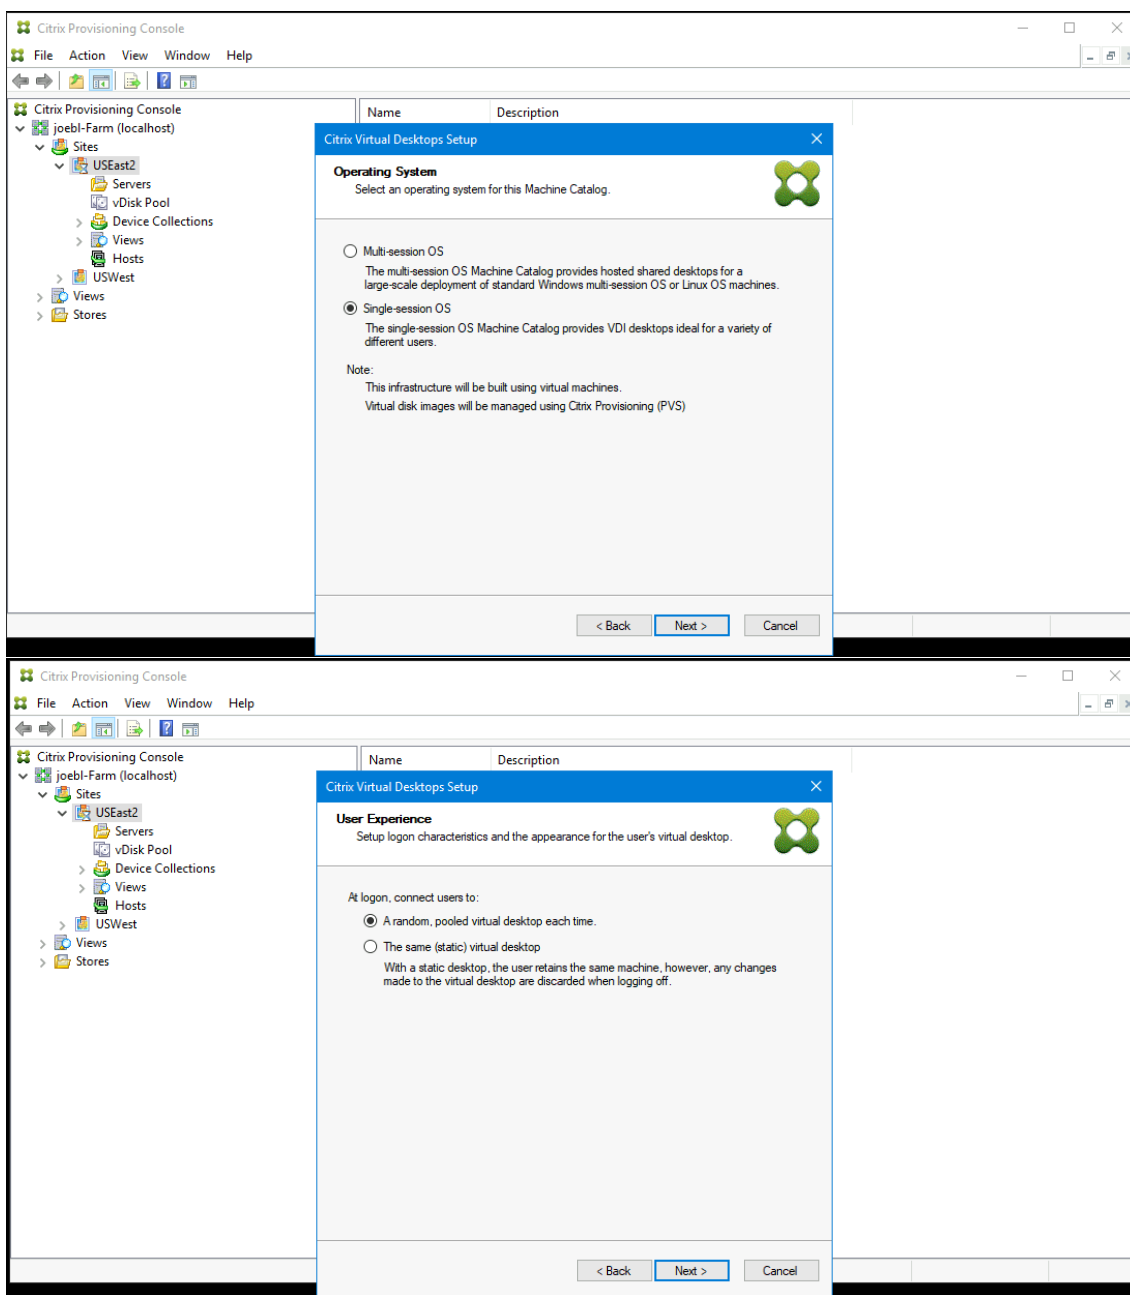 Citrix Provisioning Console
File Action View Window Help
Citrix Provisioning Console
joebl-Farm (localhost)
Sites
USEast2
Servers
vDisk Pool
Device Collections
Views
Hosts
USWest
Views
Stores
Name Description
Citrix Virtual Desktops Setup
Operating System
Select an operating system for this Machine Catalog.
Multi-session OS
The multi-session OS Machine Catalog provides hosted shared desktops for a
large-scale deployment of standard Windows multi-session OS or Linux OS machines.
Single-session OS
The single-session OS Machine Catalog provides VDI desktops ideal for a variety of
different users.
Note:
This infrastructure will be built using virtual machines.
Virtual disk images will be managed using Citrix Provisioning (PVS)
< Back Next > Cancel
Citrix Provisioning Console
File Action View Window Help
Citrix Provisioning Console
joebl-Farm (localhost)
Sites
USEast2
Servers
vDisk Pool
Device Collections
Views
Hosts
USWest
Views
Stores
Name Description
Citrix Virtual Desktops Setup
User Experience
Setup logon characteristics and the appearance for the user's virtual desktop.
At logon, connect users to:
A random, pooled virtual desktop each time.
The same (static) virtual desktop
With a static desktop, the user retains the same machine, however, any changes
made to the virtual desktop are discarded when logging off.
< Back Next > Cancel